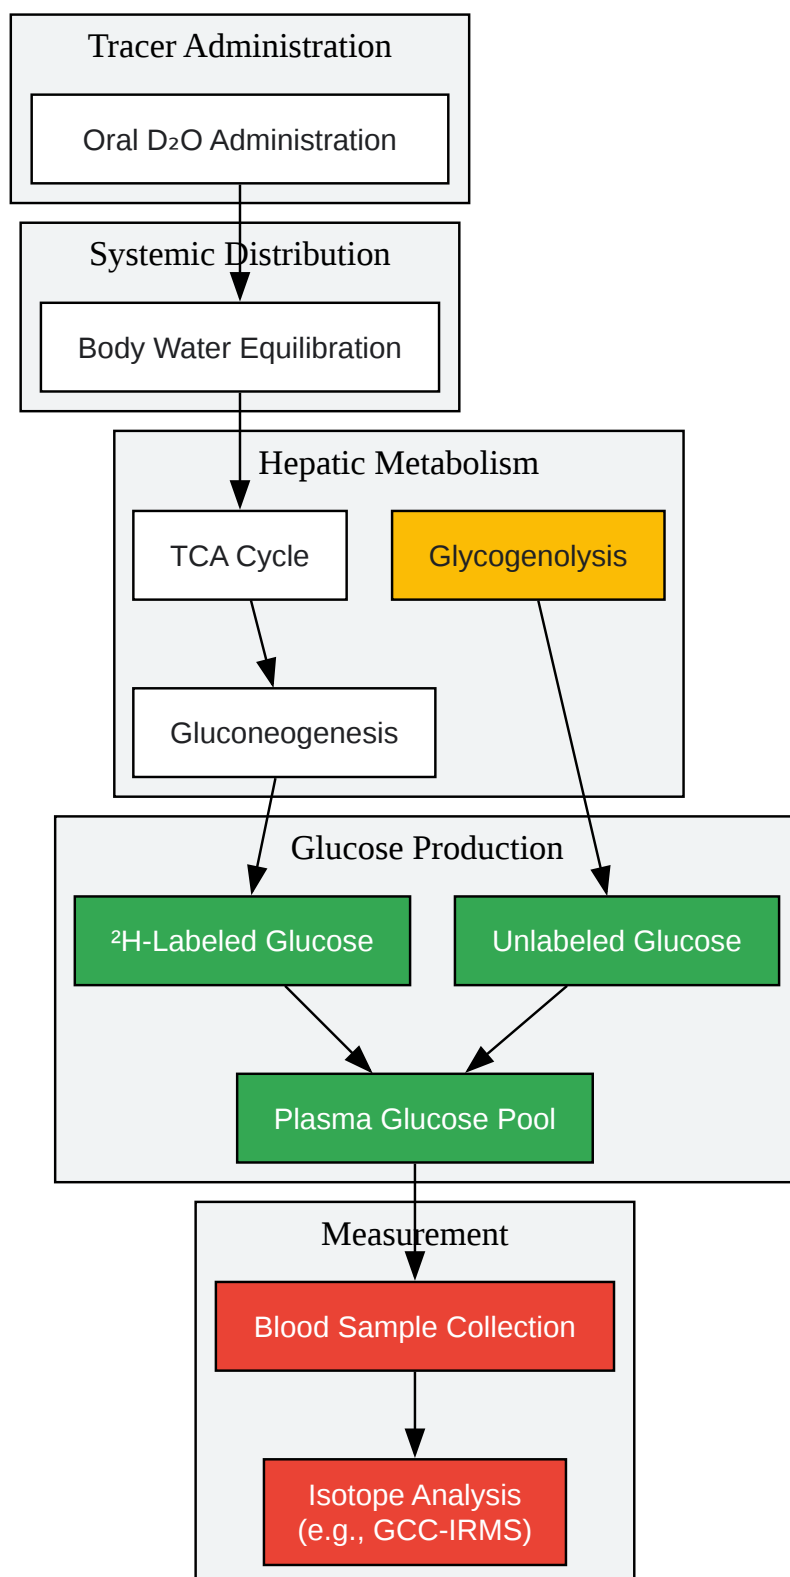 Tracer Administration
Oral D₂O Administration
Systemic Distribution
Body Water Equilibration
Hepatic Metabolism
TCA Cycle
Glycogenolysis
Gluconeogenesis
Glucose Production
²H-Labeled Glucose
Unlabeled Glucose
Plasma Glucose Pool
Measurement
Blood Sample Collection
Isotope Analysis
(e.g., GCC-IRMS)